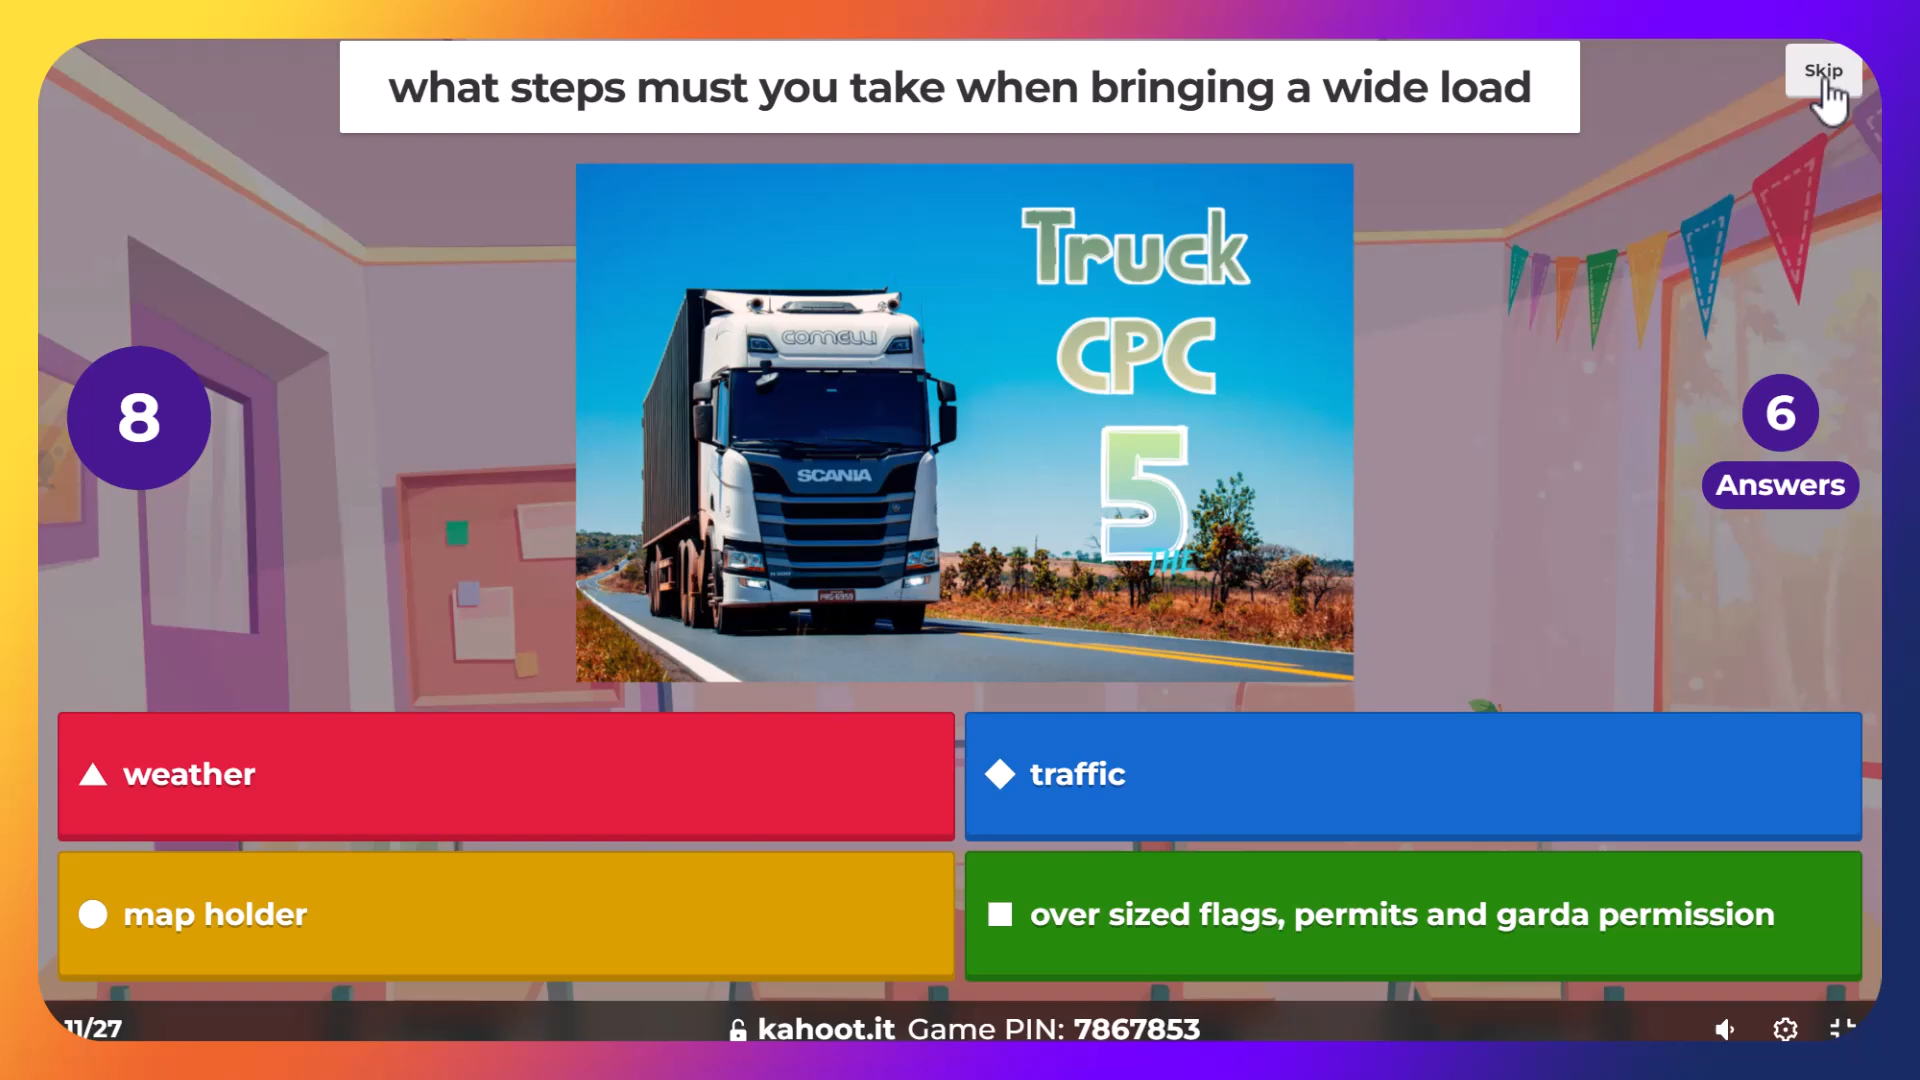 what steps must you take when bringing a wide load
Skip
Truck
CPC
5
THE
COMELLI
SCANIA
8
6
Answers
weather
traffic
map holder
over sized flags, permits and garda permission
11/27
kahoot.it Game PIN: 7867853